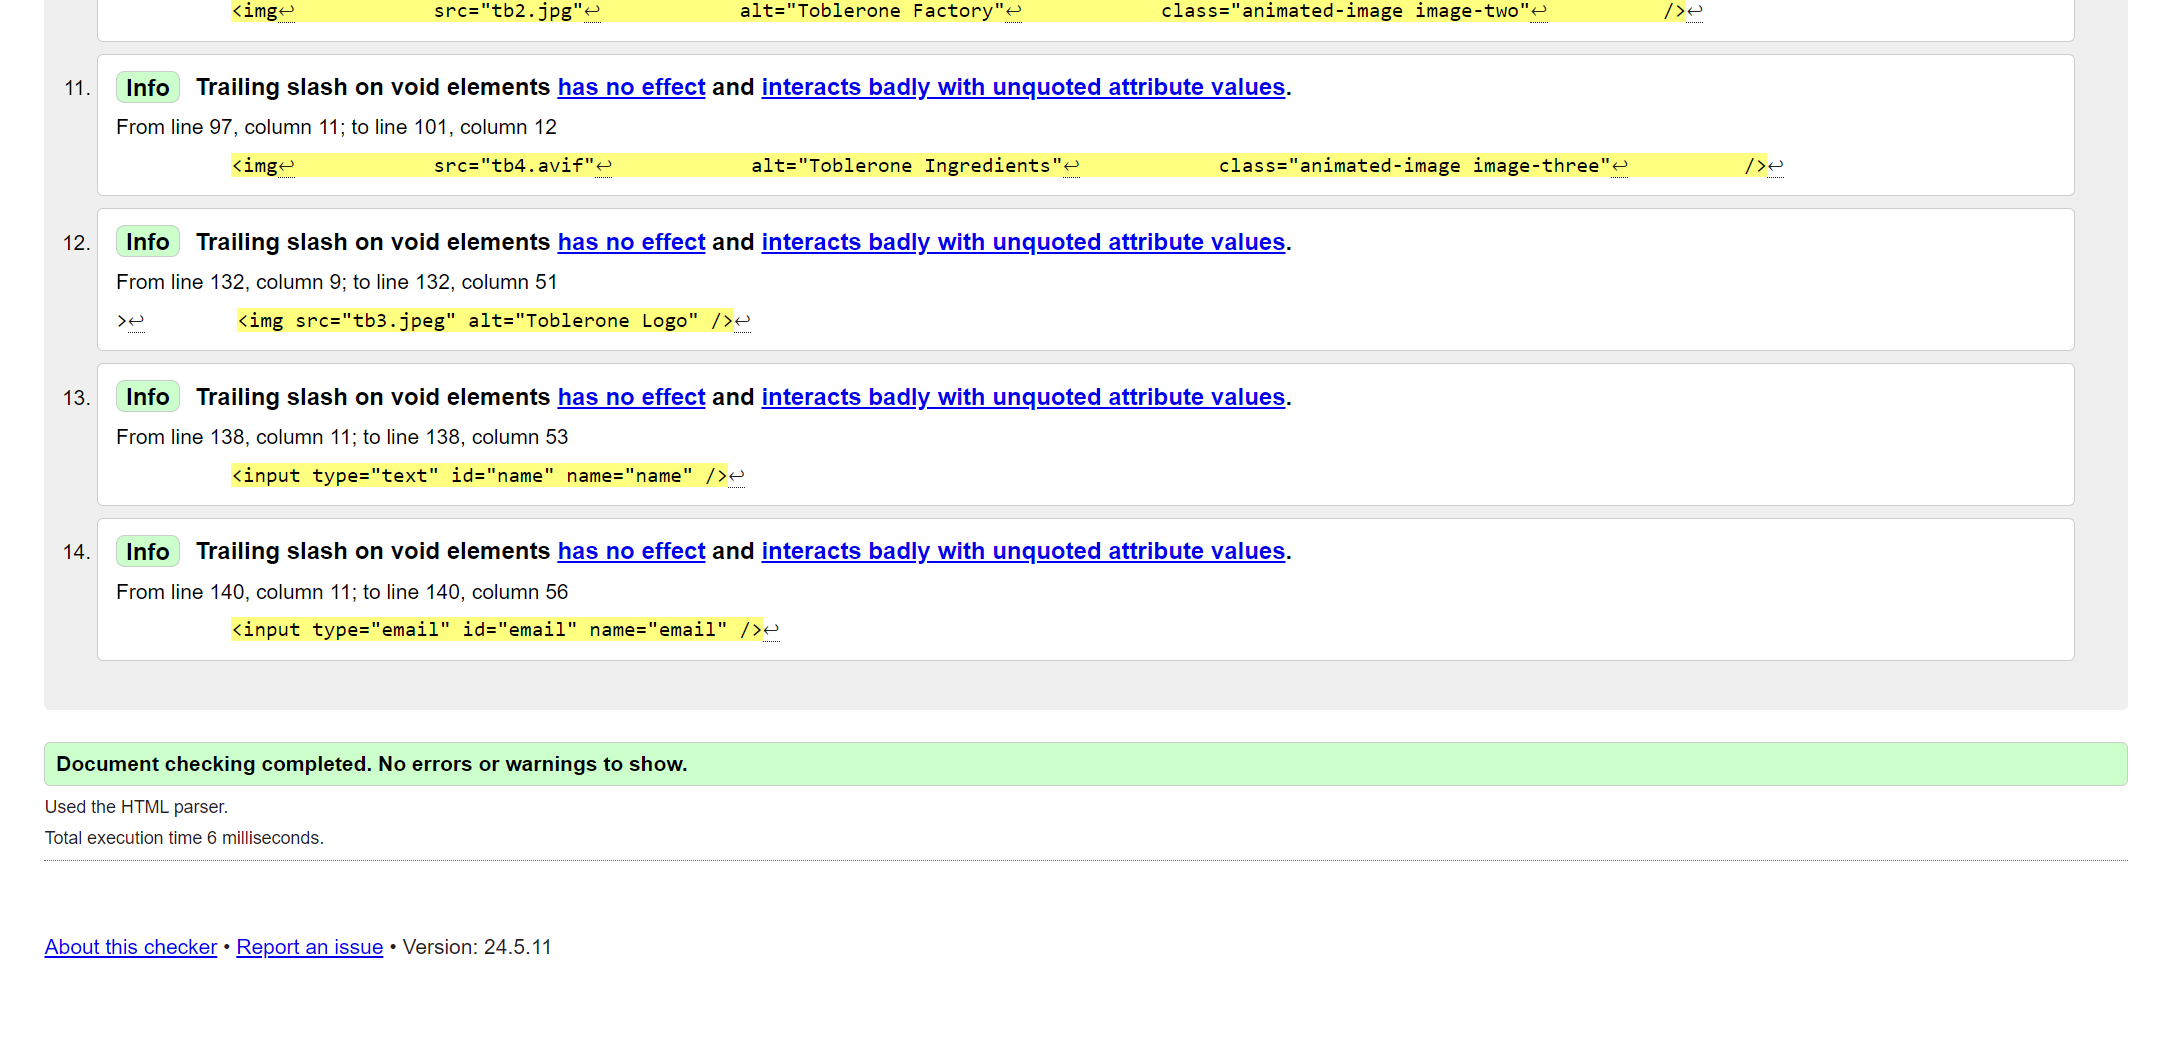 <img↩ src="tb2.jpg"↩ alt="Toblerone Factory"↩ class="animated-image image-two"↩ />↩
11. Info Trailing slash on void elements has no effect and interacts badly with unquoted attribute values.
From line 97, column 11; to line 101, column 12
<img↩ src="tb4.avif"↩ alt="Toblerone Ingredients"↩ class="animated-image image-three"↩ />↩
12. Info Trailing slash on void elements has no effect and interacts badly with unquoted attribute values.
From line 132, column 9; to line 132, column 51
>↩ <img src="tb3.jpeg" alt="Toblerone Logo" />↩
13. Info Trailing slash on void elements has no effect and interacts badly with unquoted attribute values.
From line 138, column 11; to line 138, column 53
<input type="text" id="name" name="name" />↩
14. Info Trailing slash on void elements has no effect and interacts badly with unquoted attribute values.
From line 140, column 11; to line 140, column 56
<input type="email" id="email" name="email" />↩
Document checking completed. No errors or warnings to show.
Used the HTML parser.
Total execution time 6 milliseconds.
About this checker • Report an issue • Version: 24.5.11